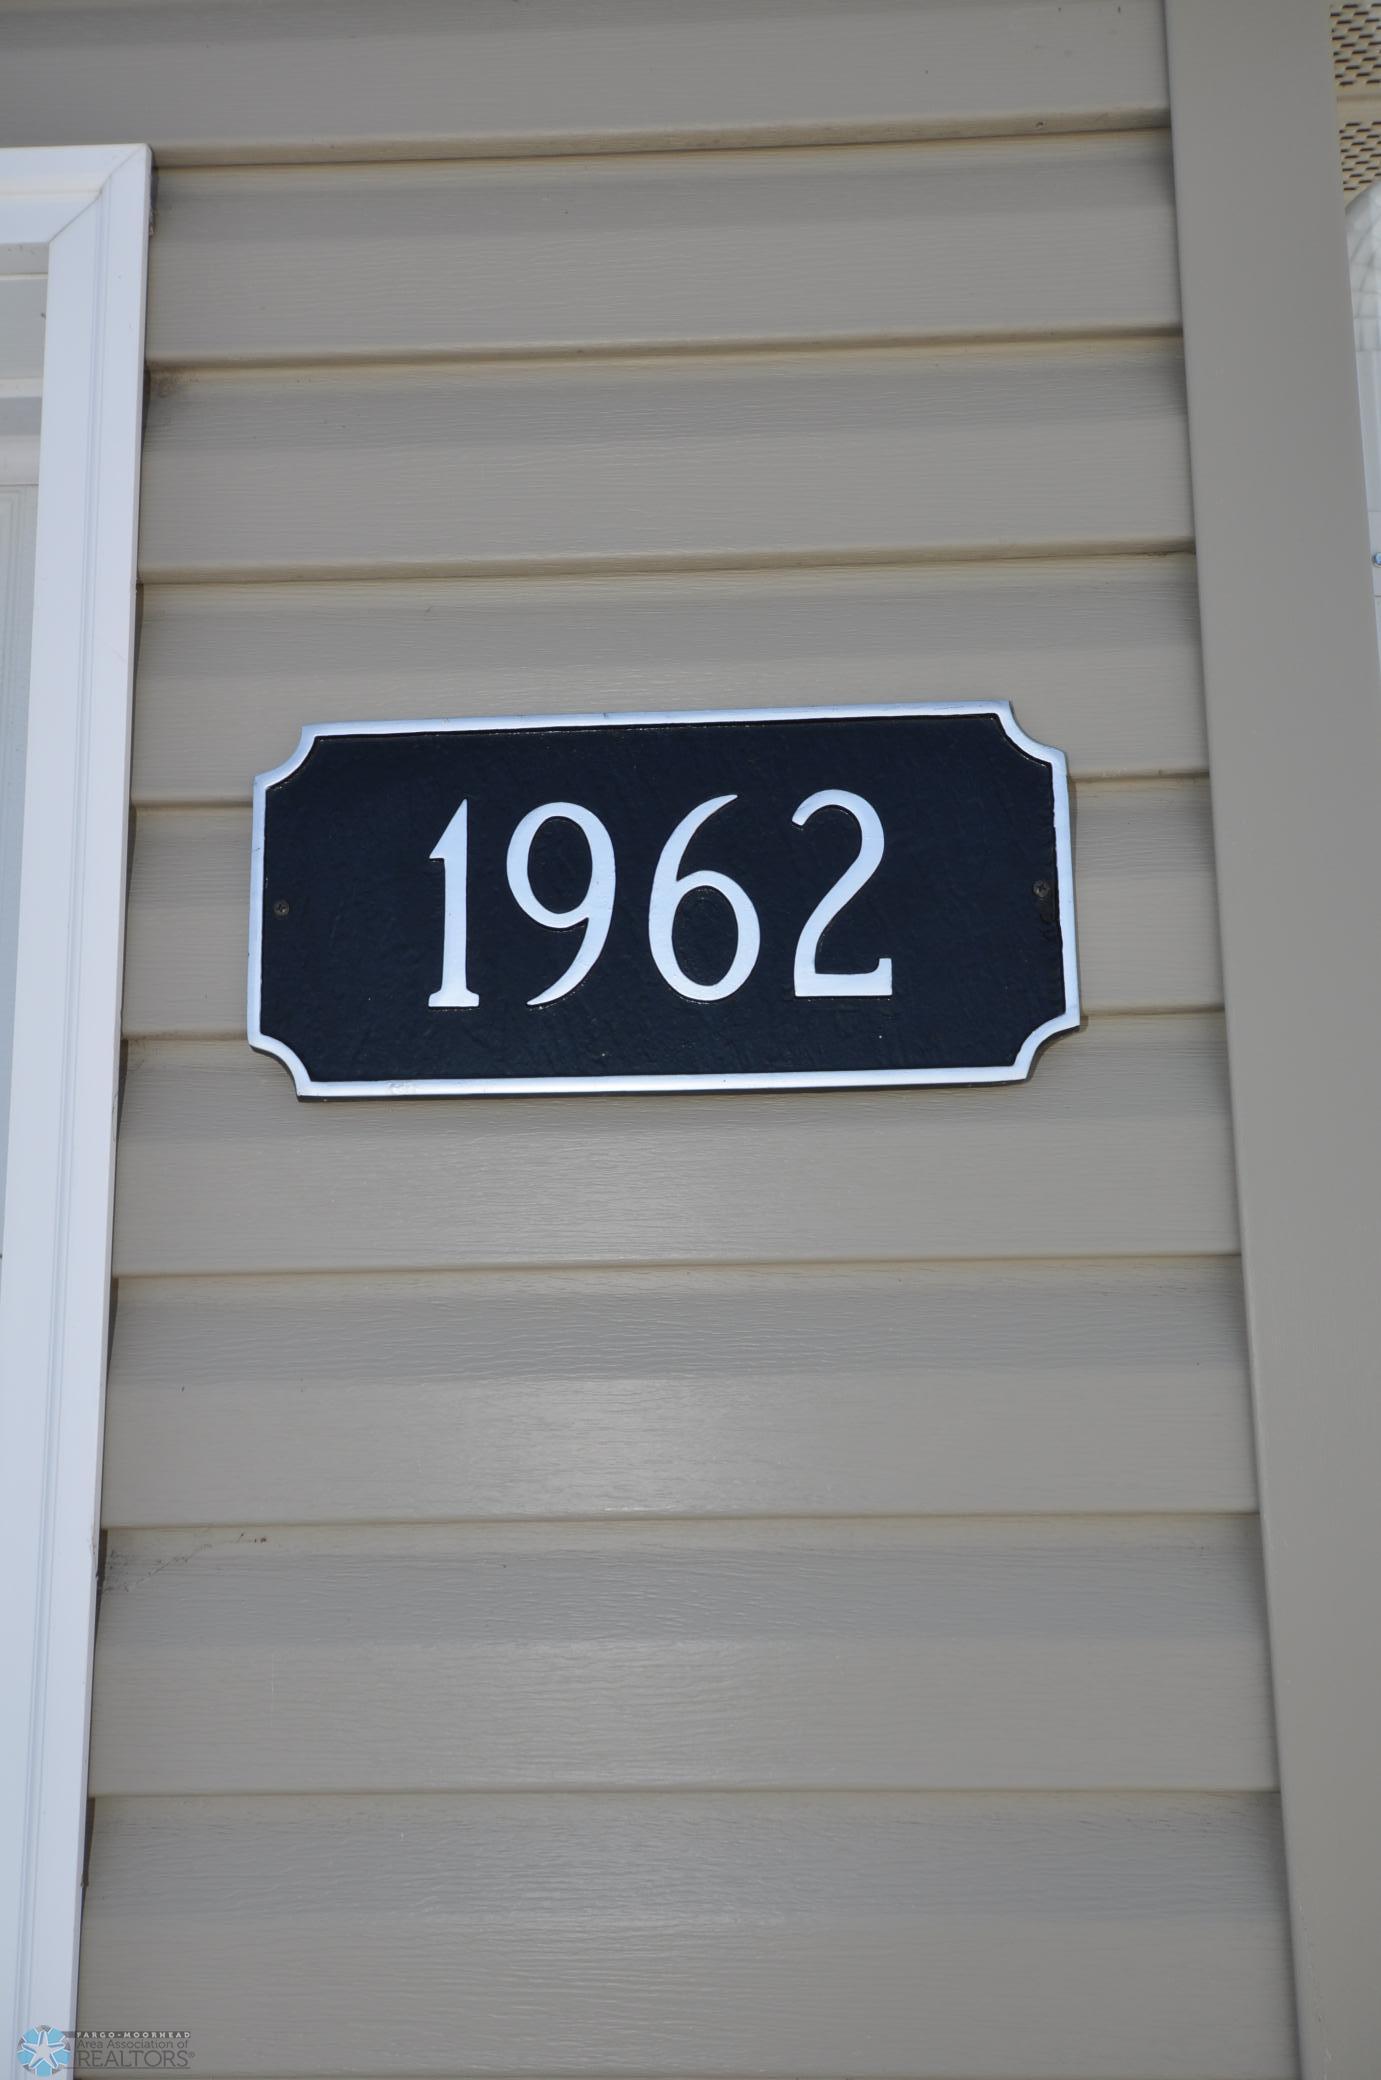 1962
FARGO-MOORHEAD
Area Association of
REALTORS®